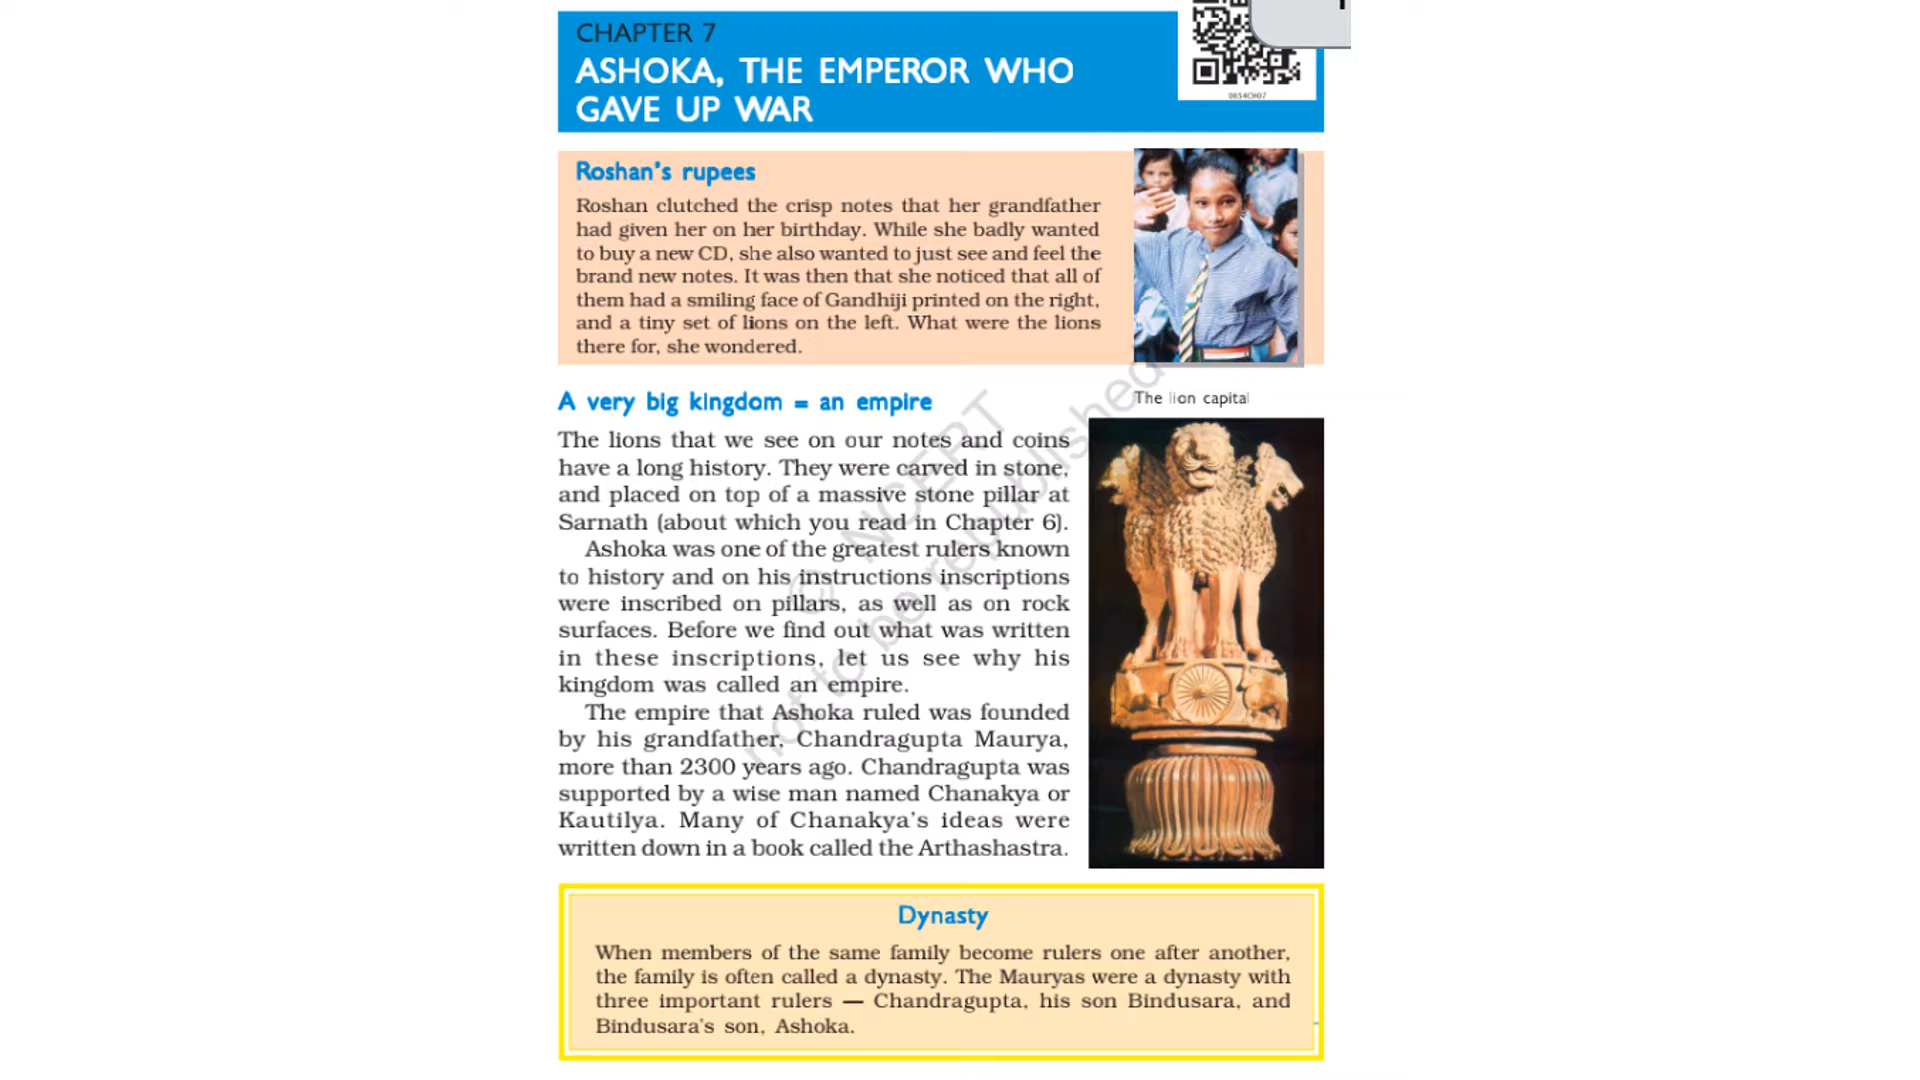 CHAPTER 7
ASHOKA, THE EMPEROR WHO
GAVE UP WAR
0654CH07
Roshan's rupees
Roshan clutched the crisp notes that her grandfather
had given her on her birthday. While she badly wanted
to buy a new CD, she also wanted to just see and feel the
brand new notes. It was then that she noticed that all of
them had a smiling face of Gandhiji printed on the right,
and a tiny set of lions on the left. What were the lions
there for, she wondered.
A very big kingdom = an empire
The lions that we see on our notes and coins
have a long history. They were carved in stone,
and placed on top of a massive stone pillar at
Sarnath (about which you read in Chapter 6).
Ashoka was one of the greatest rulers known
to history and on his instructions inscriptions
were inscribed on pillars, as well as on rock
surfaces. Before we find out what was written
in these inscriptions, let us see why his
kingdom was called an empire.
The empire that Ashoka ruled was founded
by his grandfather, Chandragupta Maurya,
more than 2300 years ago. Chandragupta was
supported by a wise man named Chanakya or
Kautilya. Many of Chanakya's ideas were
written down in a book called the Arthashastra.
The lion capital
Dynasty
When members of the same family become rulers one after another,
the family is often called a dynasty. The Mauryas were a dynasty with
three important rulers — Chandragupta, his son Bindusara, and
Bindusara's son, Ashoka.
© NCERT
not to be republished